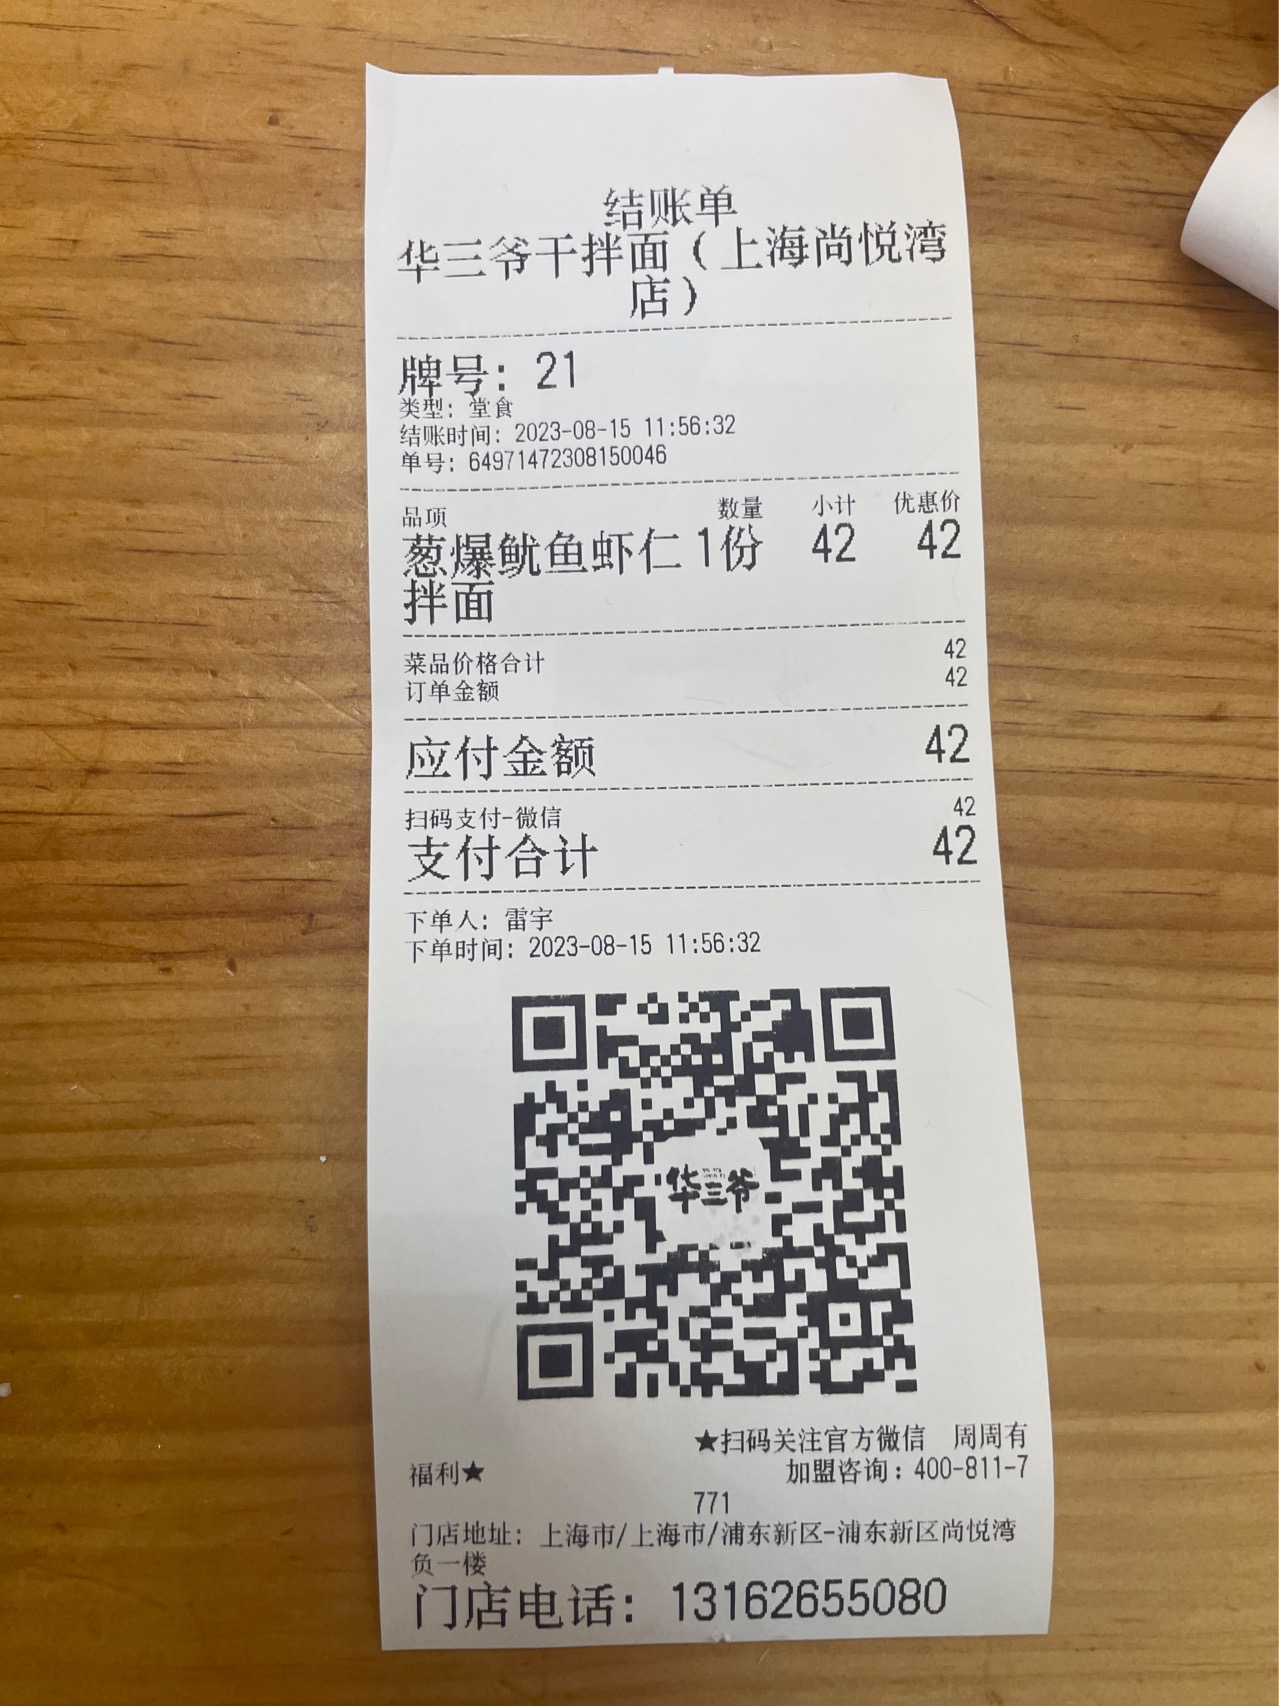 结账单
华三爷干拌面（上海尚悦湾
店）
牌号：21
类型：堂食
结账时间：2023-08-15 11:56:32
单号：64971472308150046
品项 数量 小计 优惠价
葱爆鱿鱼虾仁 1份 42 42
拌面
菜品价格合计 42
订单金额 42
应付金额 42
扫码支付-微信 42
支付合计 42
下单人：雷宇
下单时间：2023-08-15 11:56:32
华三爷
★扫码关注官方微信 周周有
福利★ 加盟咨询：400-811-7
771
门店地址：上海市/上海市/浦东新区-浦东新区尚悦湾
负一楼
门店电话：13162655080